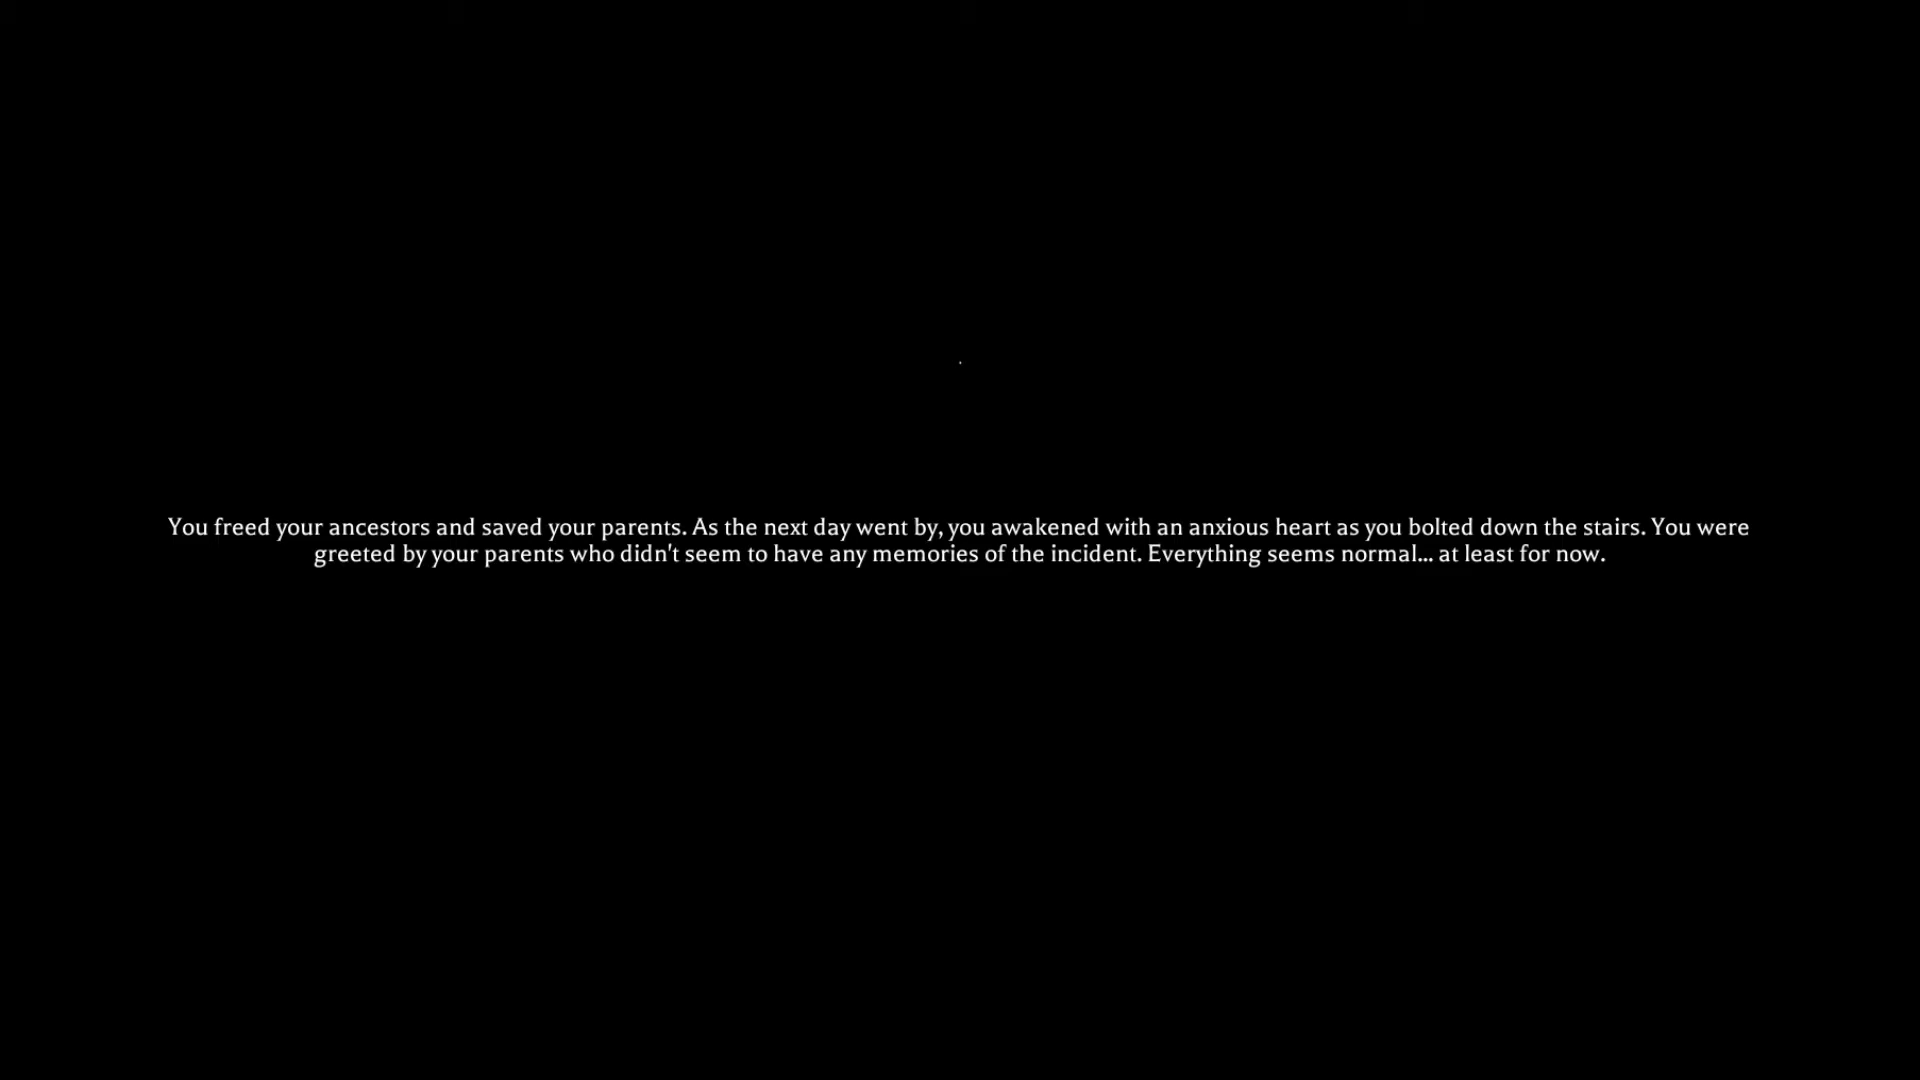 You freed your ancestors and saved your parents. As the next day went by, you awakened with an anxious heart as you bolted down the stairs. You were
greeted by your parents who didn't seem to have any memories of the incident. Everything seems normal... at least for now.